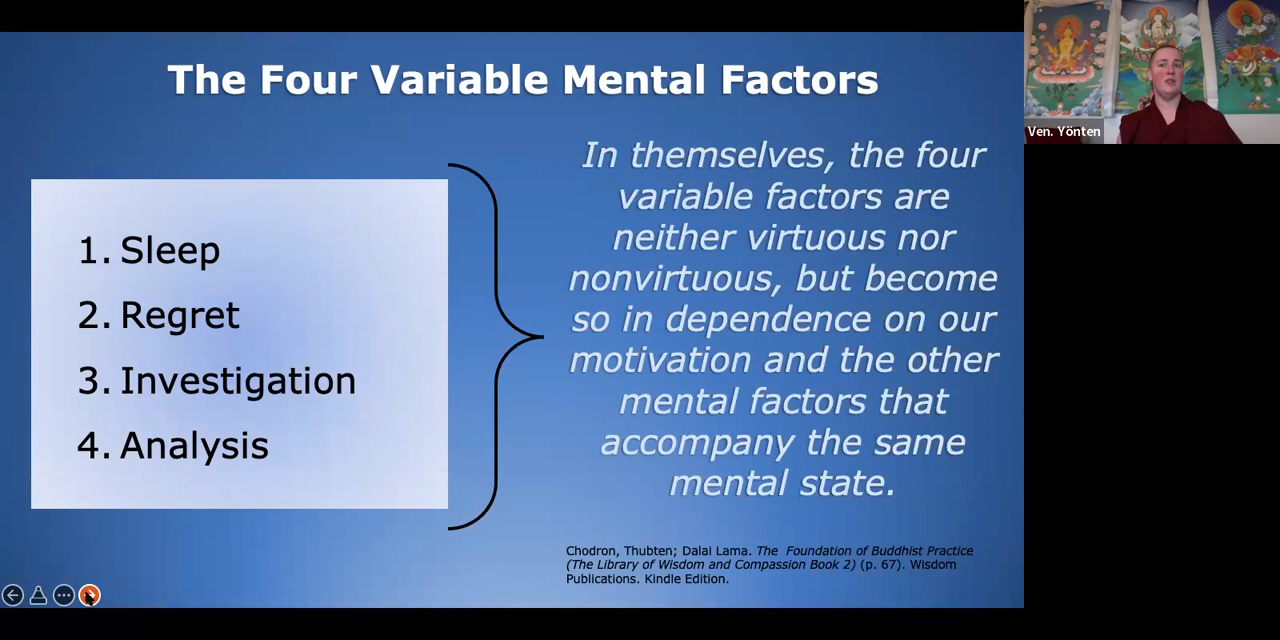 The Four Variable Mental Factors
1. Sleep
2. Regret
3. Investigation
4. Analysis
In themselves, the four
variable factors are
neither virtuous nor
nonvirtuous, but become
so in dependence on our
motivation and the other
mental factors that
accompany the same
mental state.
Chodron, Thubten; Dalai Lama. The Foundation of Buddhist Practice
(The Library of Wisdom and Compassion Book 2) (p. 67). Wisdom
Publications. Kindle Edition.
Ven. Yönten